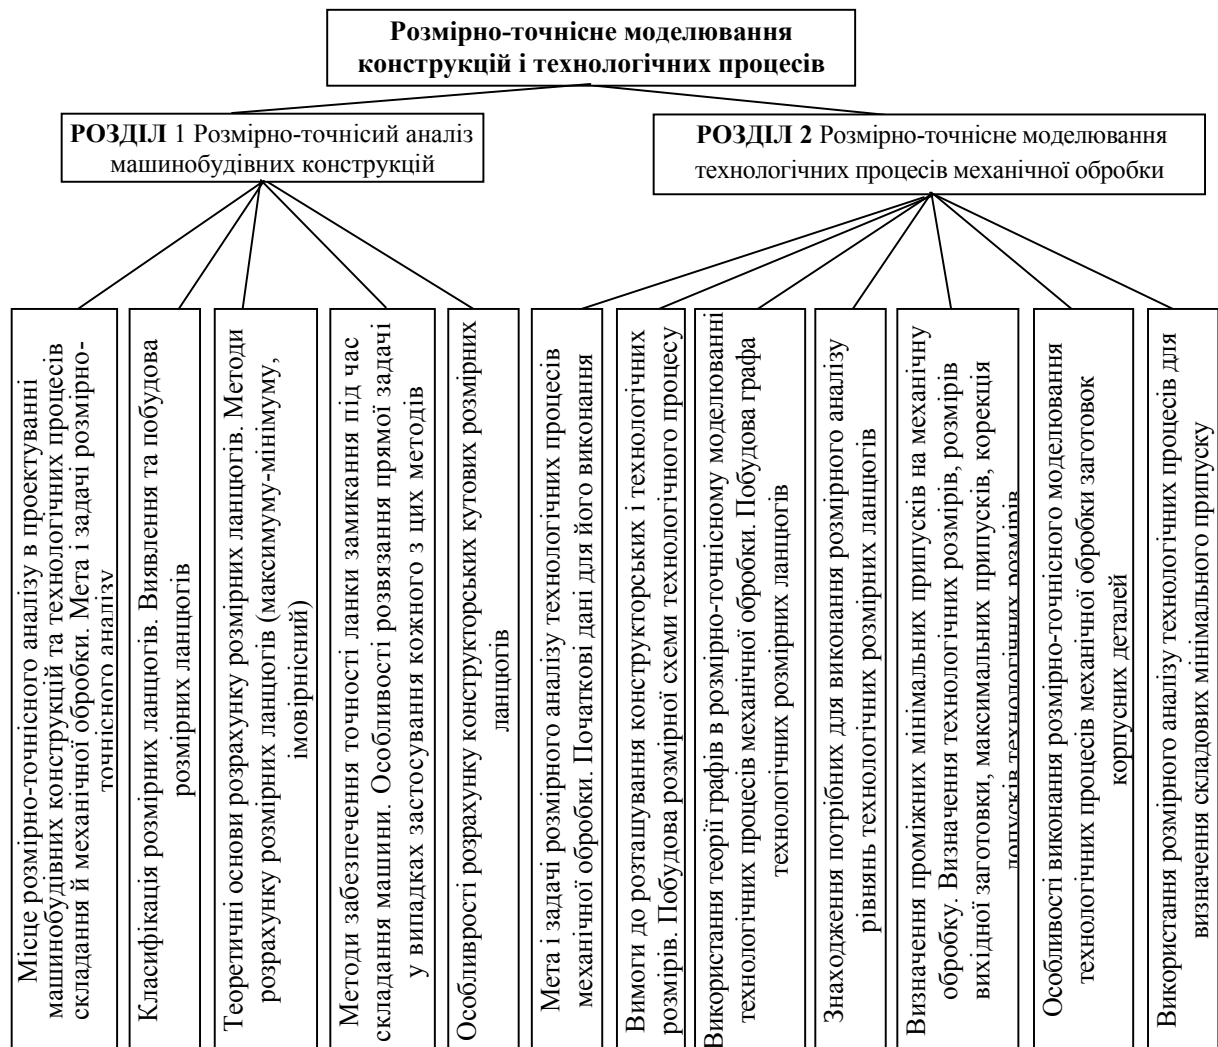 Розмірно-точнісне моделювання
конструкцій і технологічних процесів
РОЗДІЛ 1 Розмірно-точнісий аналіз
машинобудівних конструкцій
РОЗДІЛ 2 Розмірно-точнісне моделювання
технологічних процесів механічної обробки
Місце розмірно-точнісного аналізу в проектуванні
машинобудівних конструкцій та технологічних процесів
складання й механічної обробки. Мета і задачі розмірно-
точнісного аналізу
Класифікація розмірних ланцюгів. Виявлення та побудова
розмірних ланцюгів
Теоретичні основи розрахунку розмірних ланцюгів. Методи
розрахунку розмірних ланцюгів (максимуму-мінімуму,
імовірнісний)
Методи забезпечення точності ланки замикання під час
складання машини. Особливості розвязання прямої задачі
у випадках застосування кожного з цих методів
Особливрості розрахунку конструкторських кутових розмірних
ланцюгів
Мета і задачі розмірного аналізу технологічних процесів
механічної обробки. Початкові дані для його виконання
Вимоги до розташування конструкторських і технологічних
розмірів. Побудова розмірної схеми технологічного процесу
Використання теорії графів в розмірно-точнісному моделюванні
технологічних процесів механічної обробки. Побудова графа
технологічних розмірних ланцюгів
Знаходження потрібних для виконання розмірного аналізу
рівнянь технологічних розмірних ланцюгів
Визначення проміжних мінімальних припусків на механічну
обробку. Визначення технологічних розмірів, розмірів
вихідної заготовки, максимальних припусків, корекція
допусків технологічних розмірів
Особливості виконання розмірно-точнісного моделювання
технологічних процесів механічної обробки заготовок
корпусних деталей
Використання розмірного аналізу технологічних процесів для
визначення складових мінімального припуску